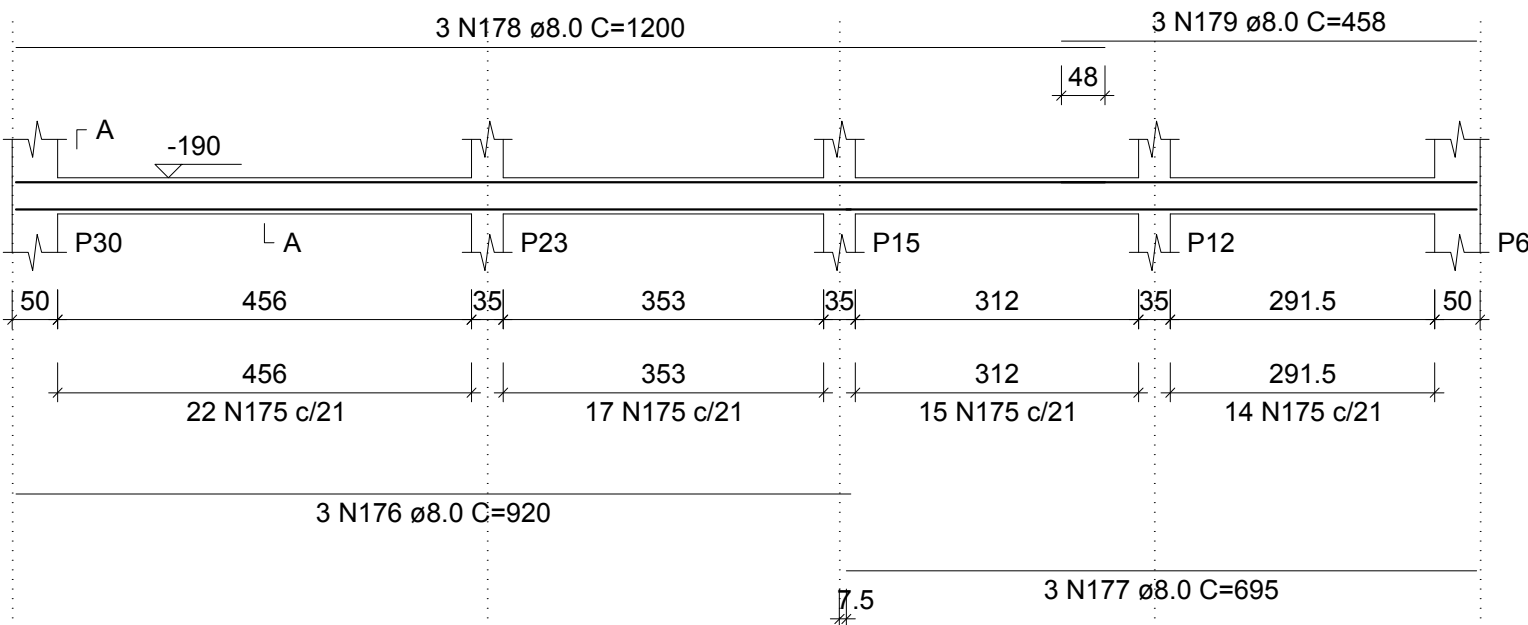 3 N178 ø8.0 C=1200
3 N179 ø8.0 C=458
48
A
-190
P30
A
P23
P15
P12
P6
50 456 35 353 35 312 35 291.5 50
456 353 312 291.5
22 N175 c/21 17 N175 c/21 15 N175 c/21 14 N175 c/21
3 N176 ø8.0 C=920
3 N177 ø8.0 C=695
7.5